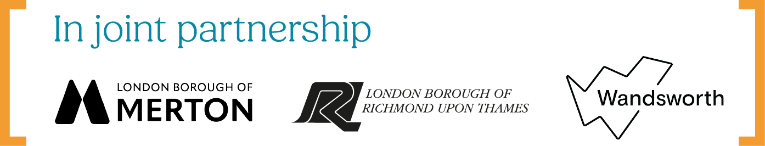 In joint partnership
LONDON BOROUGH OF
MERTON
LONDON BOROUGH OF
RICHMOND UPON THAMES
Wandsworth